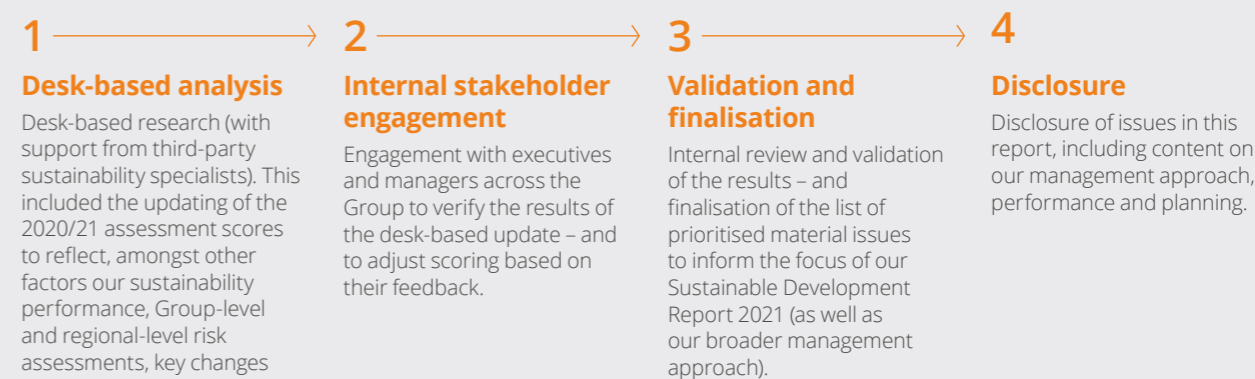 1
Desk-based analysis
Desk-based research (with
support from third-party
sustainability specialists). This
included the updating of the
2020/21 assessment scores
to reflect, amongst other
factors our sustainability
performance, Group-level
and regional-level risk
assessments, key changes
2
Internal stakeholder
engagement
Engagement with executives
and managers across the
Group to verify the results of
the desk-based update – and
to adjust scoring based on
their feedback.
3
Validation and
finalisation
Internal review and validation
of the results – and
finalisation of the list of
prioritised material issues
to inform the focus of our
Sustainable Development
Report 2021 (as well as
our broader management
approach).
4
Disclosure
Disclosure of issues in this
report, including content on
our management approach,
performance and planning.